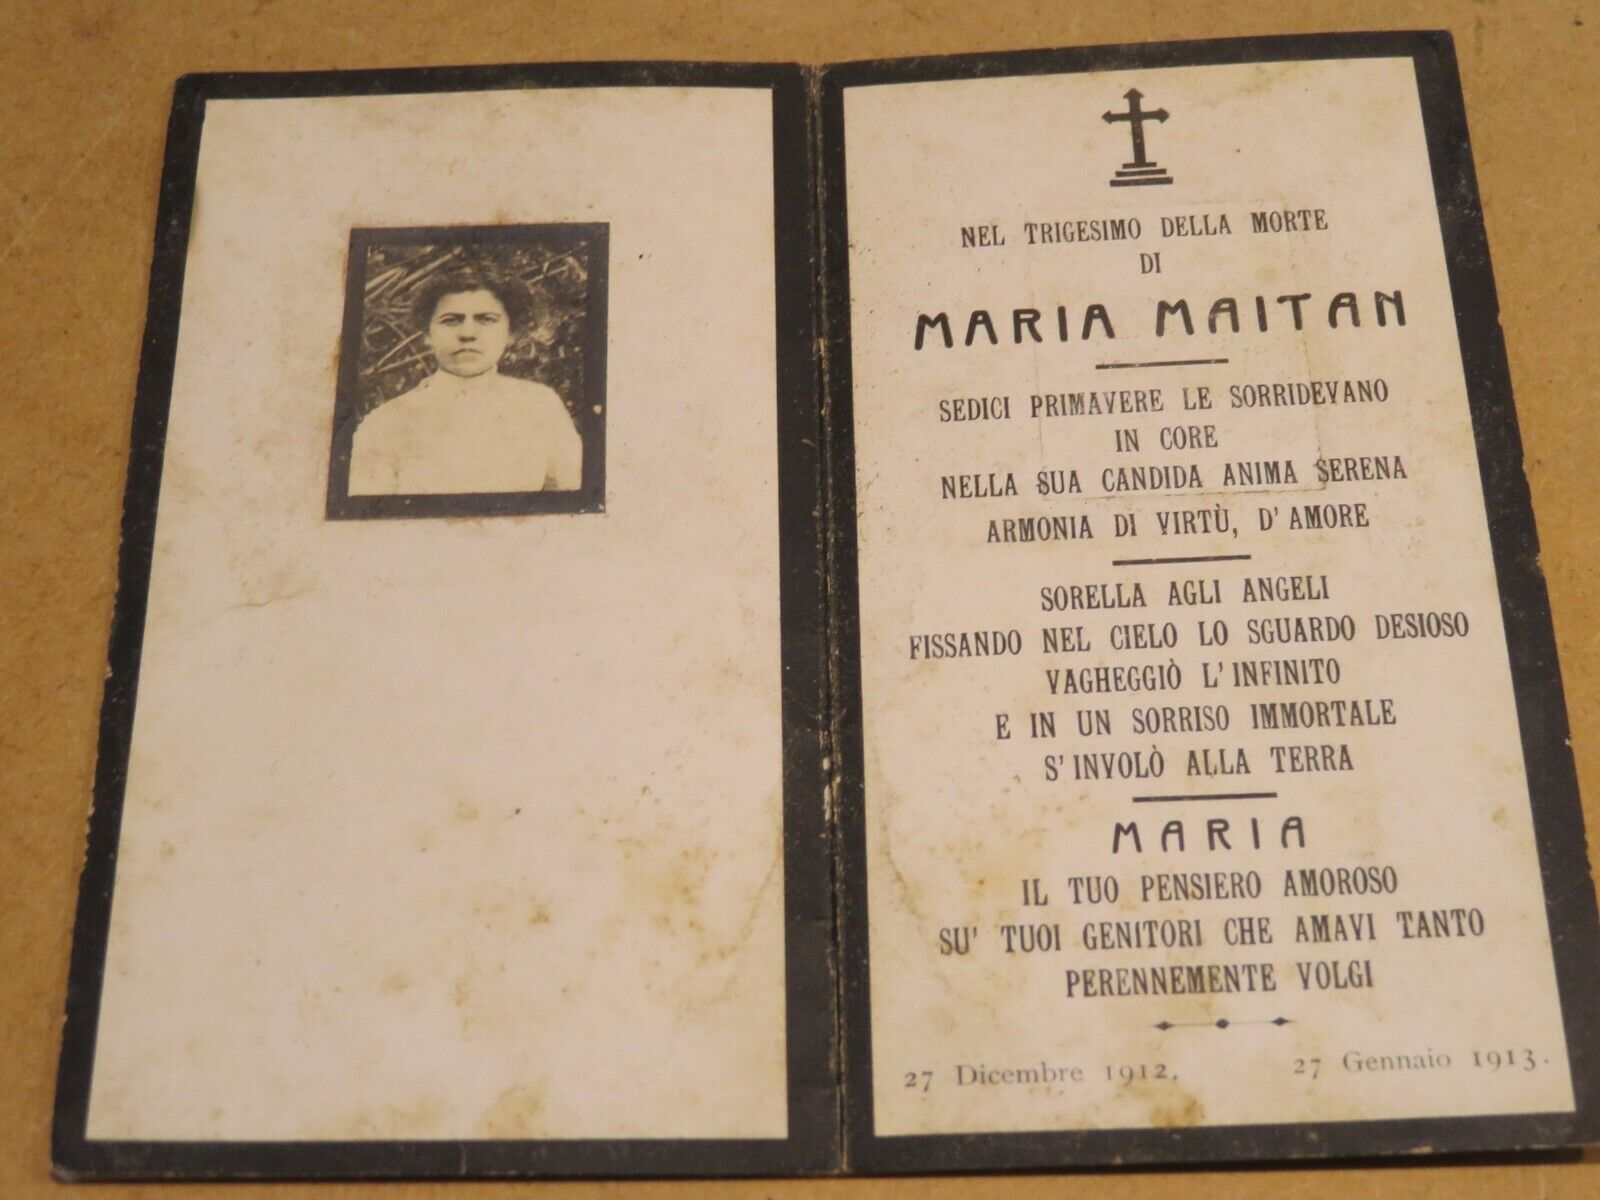 NEL TRIGESIMO DELLA MORTE
DI
MARIA MAITAN
SEDICI PRIMAVERE LE SORRIDEVANO
IN CORE
NELLA SUA CANDIDA ANIMA SERENA
ARMONIA DI VIRTÙ, D'AMORE
SORELLA AGLI ANGELI
FISSANDO NEL CIELO LO SGUARDO DESIOSO
VAGHEGGIÒ L'INFINITO
E IN UN SORRISO IMMORTALE
S'INVOLÒ ALLA TERRA
MARIA
IL TUO PENSIERO AMOROSO
SU' TUOI GENITORI CHE AMAVI TANTO
PERENNEMENTE VOLGI
27 Dicembre 1912. 27 Gennaio 1913.